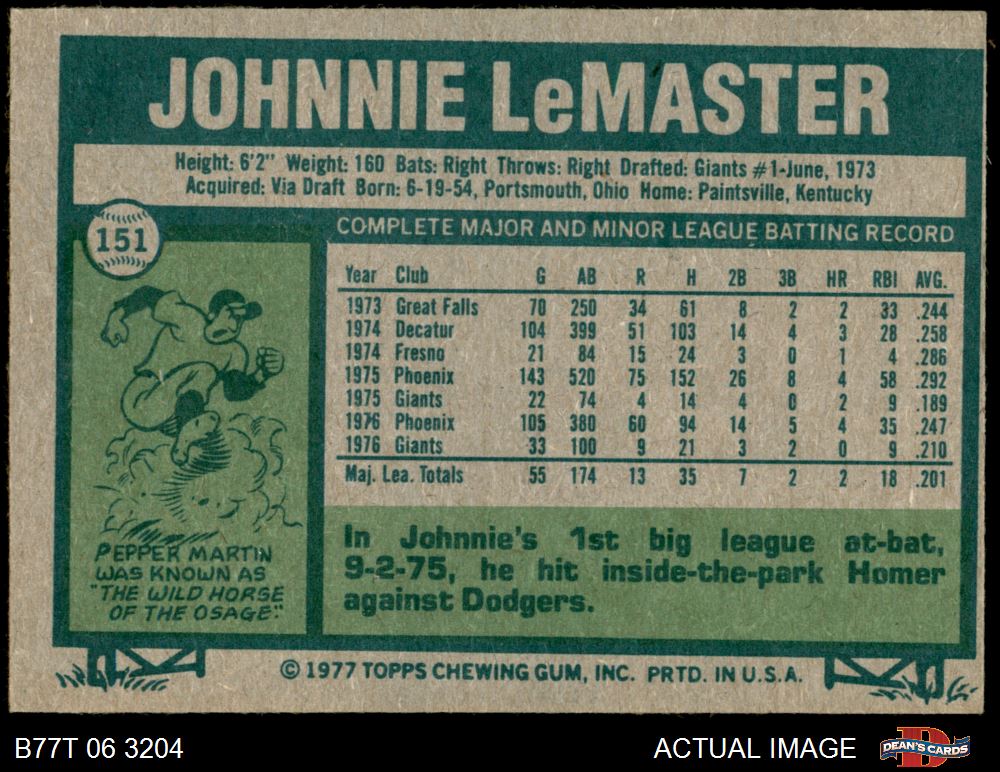 JOHNNIE LeMASTER
Height: 6'2" Weight: 160 Bats: Right Throws: Right Drafted: Giants #1-June, 1973
Acquired: Via Draft Born: 6-19-54, Portsmouth, Ohio Home: Paintsville, Kentucky
151
COMPLETE MAJOR AND MINOR LEAGUE BATTING RECORD
Year Club G AB R H 2B 3B HR RBI AVG.
1973 Great Falls 70 250 34 61 8 2 2 33 .244
1974 Decatur 104 399 51 103 14 4 3 28 .258
1974 Fresno 21 84 15 24 3 0 1 4 .286
1975 Phoenix 143 520 75 152 26 8 4 58 .292
1975 Giants 22 74 4 14 4 0 2 9 .189
1976 Phoenix 105 380 60 94 14 5 4 35 .247
1976 Giants 33 100 9 21 3 2 0 9 .210
Maj. Lea. Totals 55 174 13 35 7 2 2 18 .201
PEPPER MARTIN
WAS KNOWN AS
"THE WILD HORSE
OF THE OSAGE."
In Johnnie's 1st big league at-bat,
9-2-75, he hit inside-the-park Homer
against Dodgers.
© 1977 TOPPS CHEWING GUM, INC. PRTD. IN U.S.A.
B77T 06 3204
ACTUAL IMAGE
D
DEAN'S CARDS